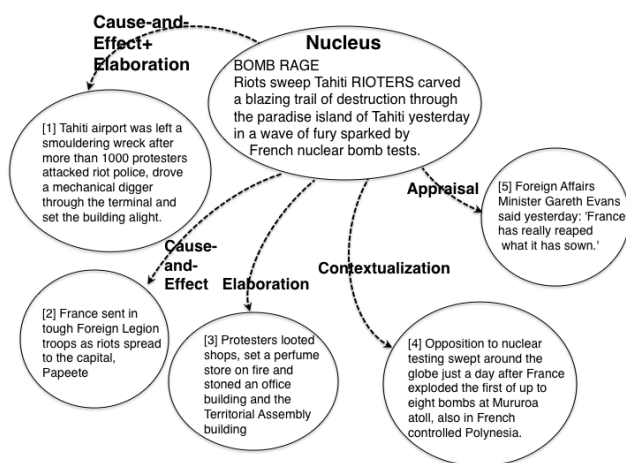 Cause-and-
Effect+
Elaboration
Nucleus
BOMB RAGE
Riots sweep Tahiti RIOTERS carved
a blazing trail of destruction through
the paradise island of Tahiti yesterday
in a wave of fury sparked by
French nuclear bomb tests.
[1] Tahiti airport was left a
smouldering wreck after
more than 1000 protesters
attacked riot police, drove
a mechanical digger
through the terminal and
set the building alight.
Appraisal
[5] Foreign Affairs
Minister Gareth Evans
said yesterday: 'France
has really reaped
what it has sown.'
Cause-
and-
Effect
Elaboration
Contextualization
[2] France sent in
tough Foreign Legion
troops as riots spread
to the capital,
Papeete
[3] Protesters looted
shops, set a perfume
store on fire and
stoned an office
building and the
Territorial Assembly
building
[4] Opposition to nuclear
testing swept around the
globe just a day after France
exploded the first of up to
eight bombs at Mururoa
atoll, also in French
controlled Polynesia.